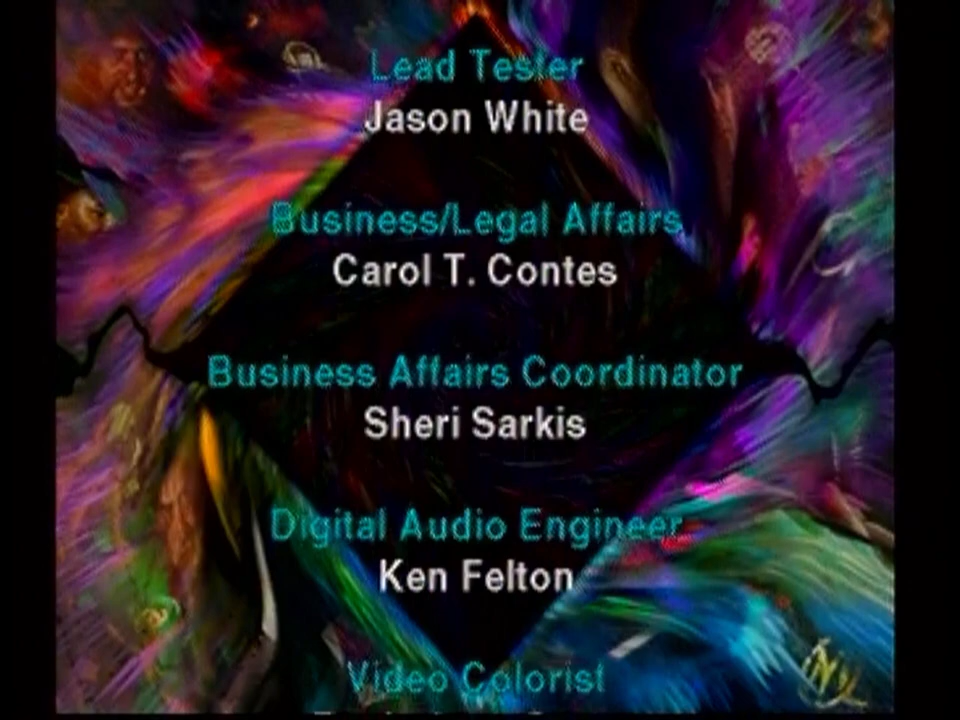 Lead Tester
Jason White
Business/Legal Affairs
Carol T. Contes
Business Affairs Coordinator
Sheri Sarkis
Digital Audio Engineer
Ken Felton
Video Colorist